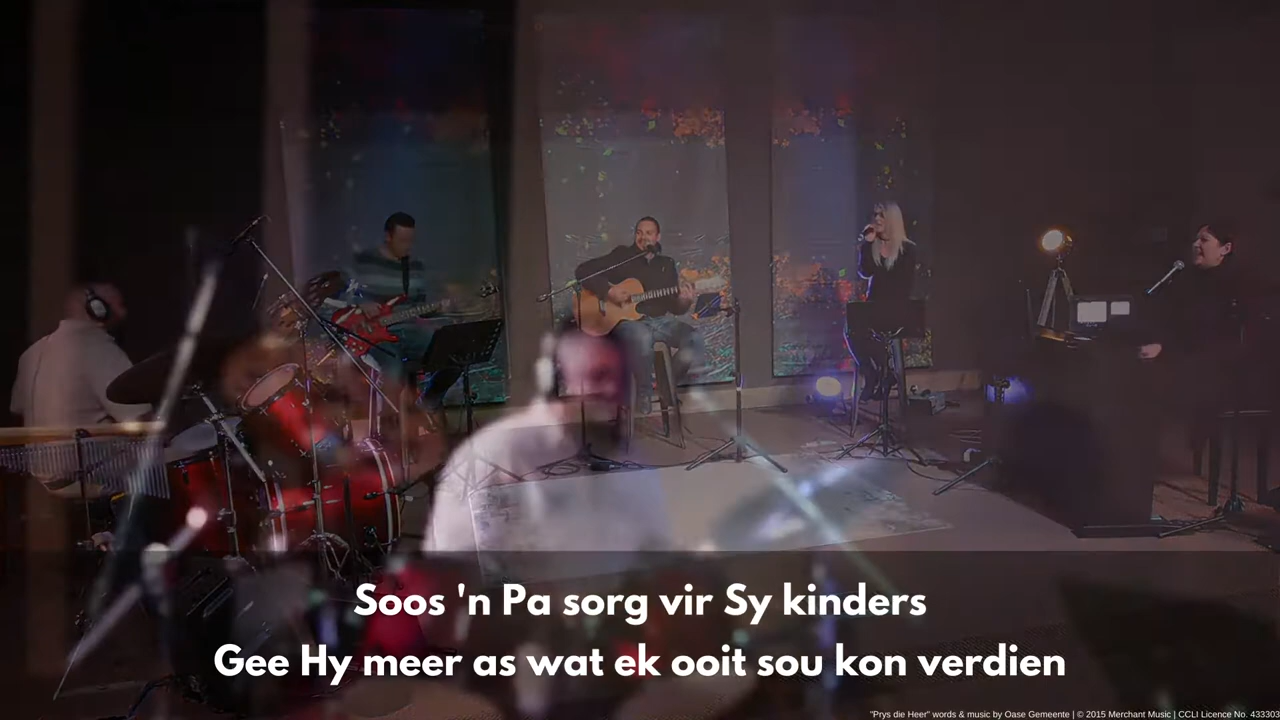 Soos 'n Pa sorg vir Sy kinders
Gee Hy meer as wat ek ooit sou kon verdien
"Prys die Heer" words & music by Oase Gemeente | © 2015 Merchant Music | CCLI Licence No. 433303